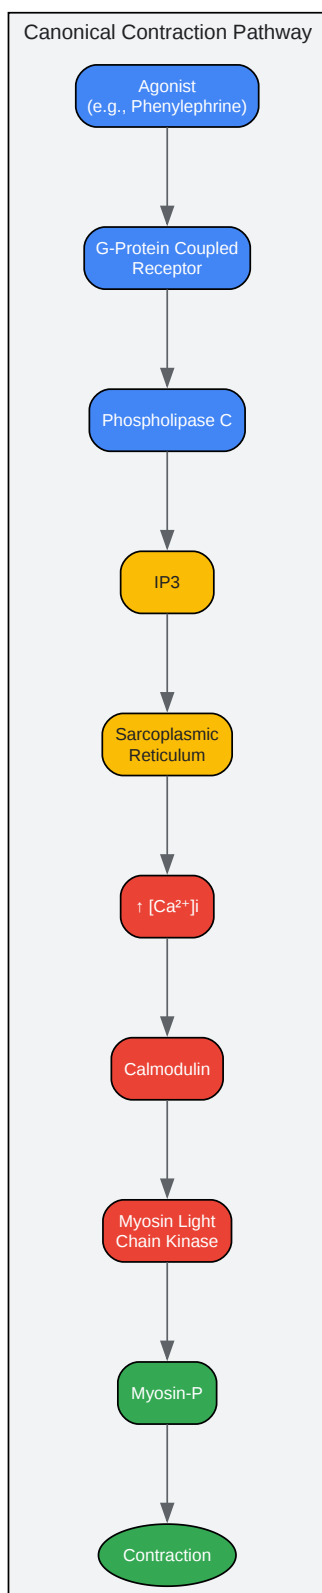 Canonical Contraction Pathway
Agonist
(e.g., Phenylephrine)
G-Protein Coupled
Receptor
Phospholipase C
IP3
Sarcoplasmic
Reticulum
↑ [Ca²⁺]i
Calmodulin
Myosin Light
Chain Kinase
Myosin-P
Contraction